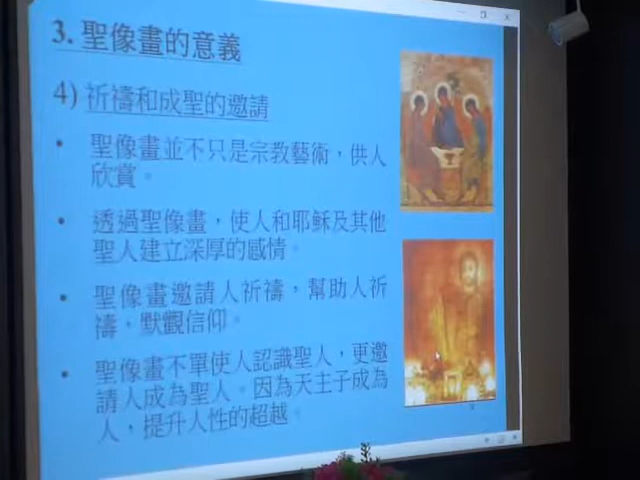 3. 聖像畫的意義
4) 祈禱和成聖的邀請
• 聖像畫並不只是宗教藝術，供人
欣賞。
• 透過聖像畫，使人和耶穌及其他
聖人建立深厚的感情。
• 聖像畫邀請人祈禱，幫助人祈
禱，默觀信仰。
• 聖像畫不單使人認識聖人，更邀
請人成為聖人。因為天主子成為
人，提升人性的超越。